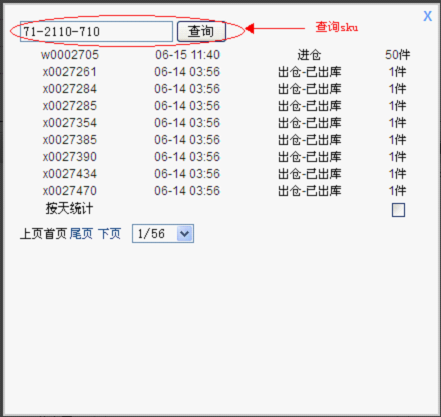 X
71-2110-710 查询 查询sku
w0002705 06-15 11:40 进仓 50件
x0027261 06-14 03:56 出仓-已出库 1件
x0027284 06-14 03:56 出仓-已出库 1件
x0027285 06-14 03:56 出仓-已出库 1件
x0027354 06-14 03:56 出仓-已出库 1件
x0027385 06-14 03:56 出仓-已出库 1件
x0027390 06-14 03:56 出仓-已出库 1件
x0027434 06-14 03:56 出仓-已出库 1件
x0027470 06-14 03:56 出仓-已出库 1件
按天统计
上页首页 尾页 下页 1/56